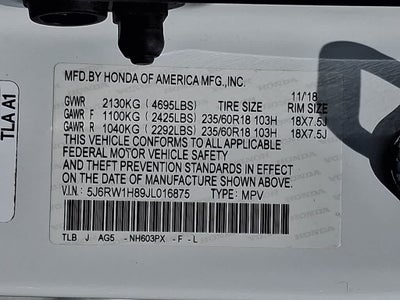 MFD.BY HONDA OF AMERICA MFG.,INC.
11/18
GVWR 2130KG (4695LBS) TIRE SIZE RIM SIZE
GAWR F 1100KG (2425LBS) 235/60R18 103H 18X7.5J
GAWR R 1040KG (2292LBS) 235/60R18 103H 18X7.5J
THIS VEHICLE CONFORMS TO ALL APPLICABLE
FEDERAL MOTOR VEHICLE SAFETY
AND THEFT PREVENTION STANDARDS IN EFFECT
ON THE DATE OF MANUFACTURE SHOWN ABOVE.
V.I.N: 5J6RW1H89JL016875 TYPE: MPV
TLB J AG5 -NH603PX -F -L
TLA A1
HONDA